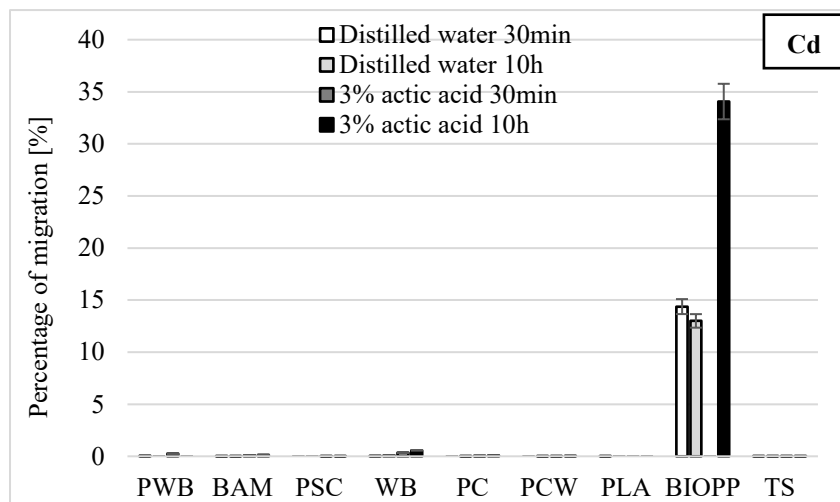 Cd
Distilled water 30min
Distilled water 10h
3% actic acid 30min
3% actic acid 10h
Percentage of migration [%]
40
35
30
25
20
15
10
5
0
PWB BAM PSC WB PC PCW PLA BIOPP TS